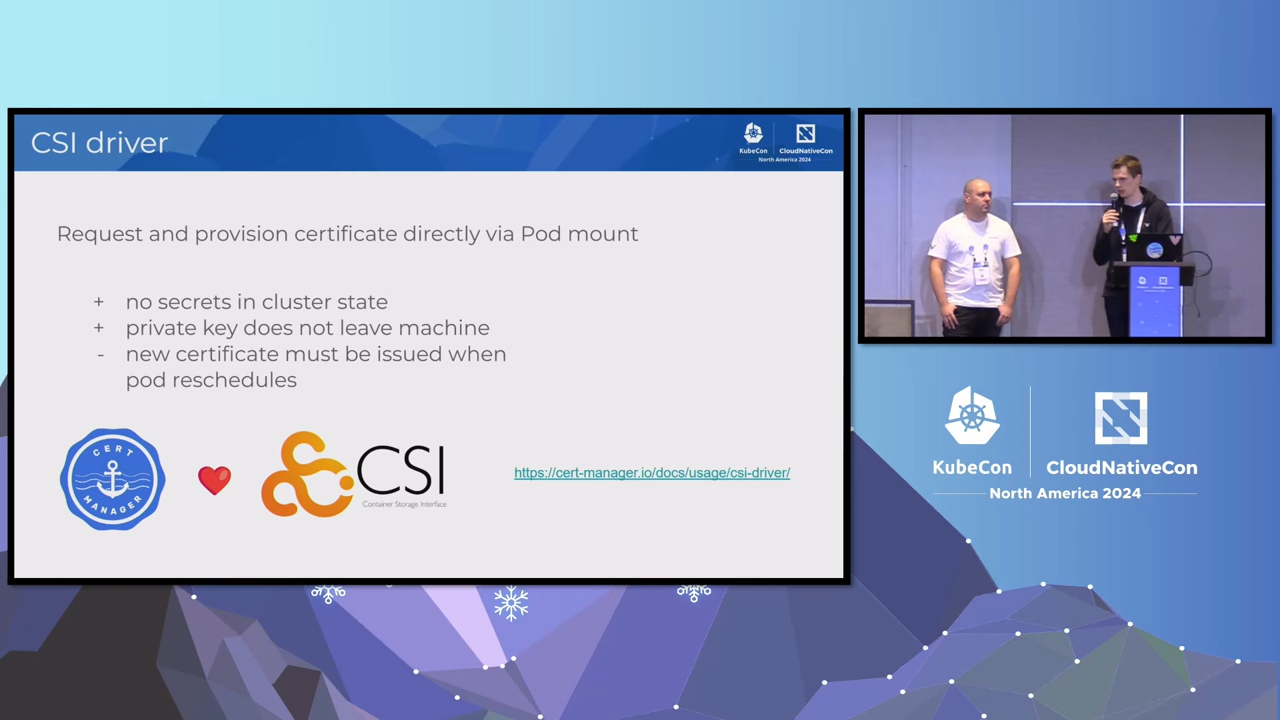 CSI driver
KubeCon
CloudNativeCon
North America 2024
Request and provision certificate directly via Pod mount
+ no secrets in cluster state
+ private key does not leave machine
- new certificate must be issued when
pod reschedules
CERT
MANAGER
CSI
Container Storage Interface
https://cert-manager.io/docs/usage/csi-driver/
KubeCon
CloudNativeCon
North America 2024